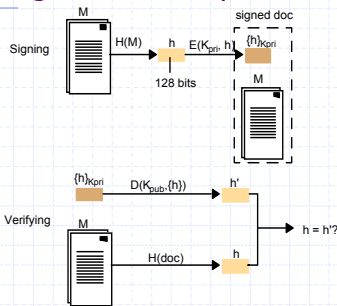 M
signed doc
Signing
H(M)
h
E(Kpri, h)
{h}Kpri
128 bits
M
{h}Kpri
D(Kpub,{h})
h'
Verifying
M
h = h'?
H(doc)
h